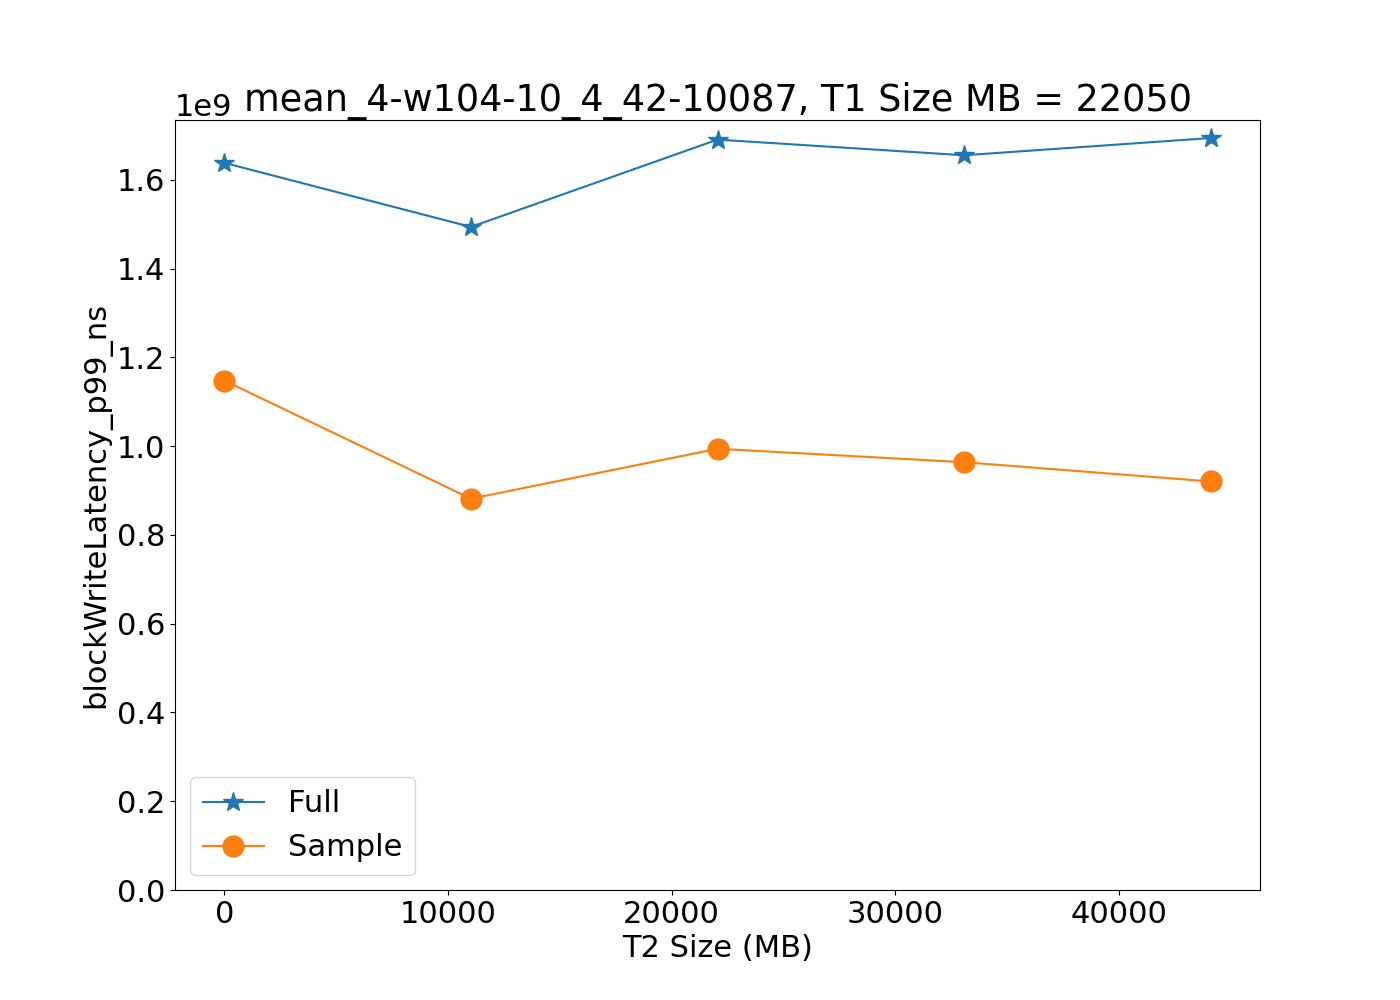 1e9
mean_4-w104-10_4_42-10087, T1 Size MB = 22050
blockWriteLatency_p99_ns
1.6
1.4
1.2
1.0
0.8
0.6
0.4
0.2
0.0
Full
Sample
0 10000 20000 30000 40000
T2 Size (MB)